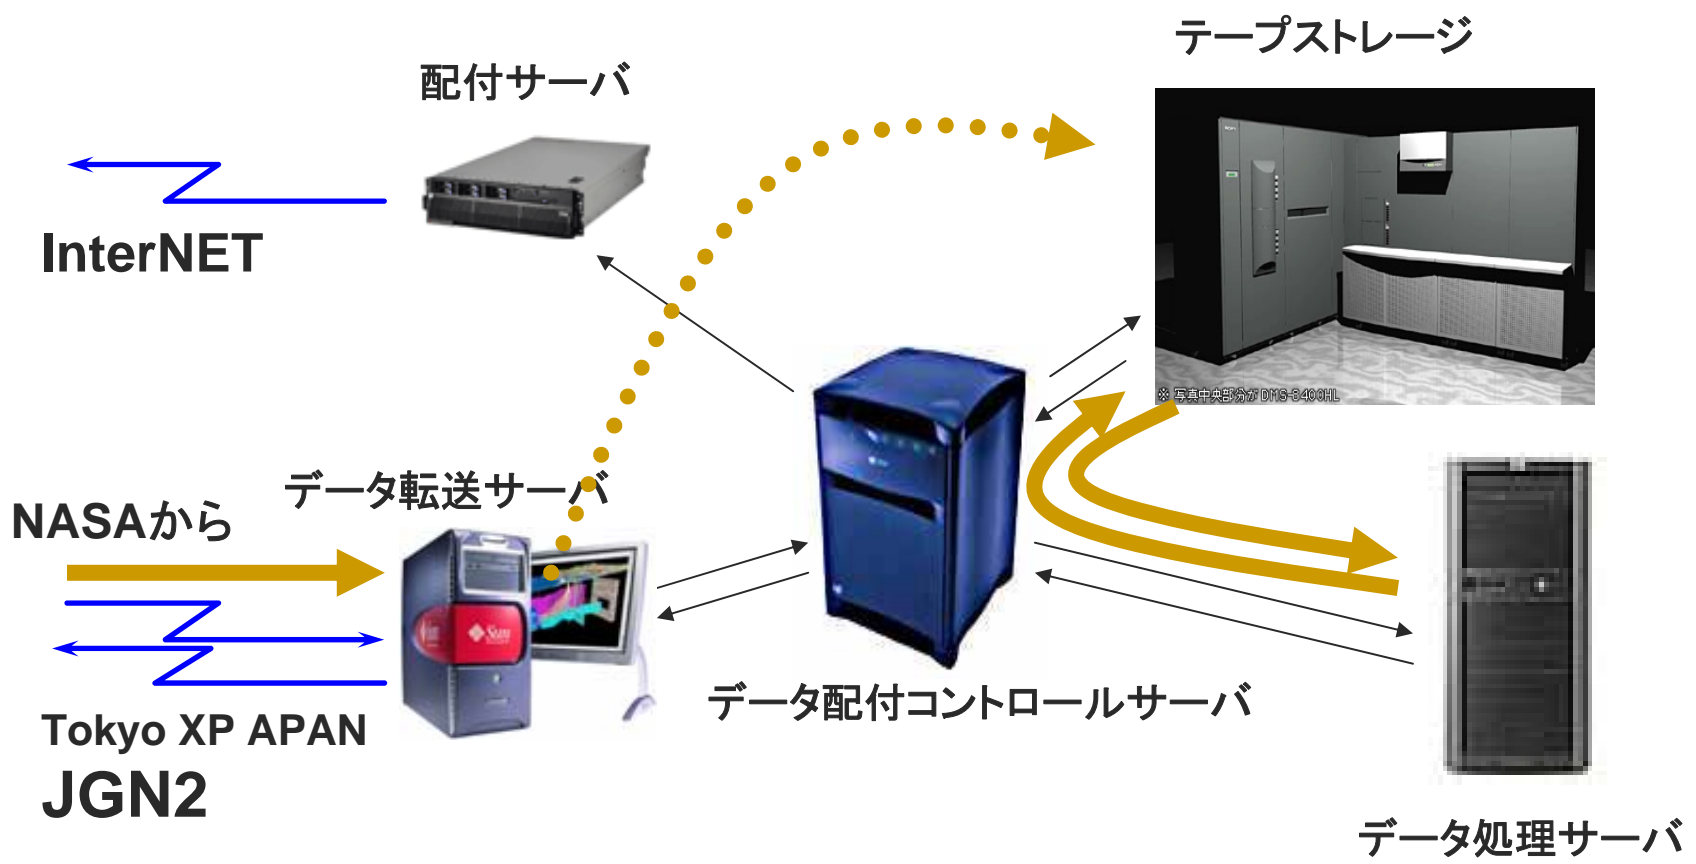 テープストレージ
配付サーバ
InterNET
※ 写真中央部分が DMS-8400HL
データ転送サーバ
NASAから
Sun
データ配付コントロールサーバ
Tokyo XP APAN
JGN2
データ処理サーバ